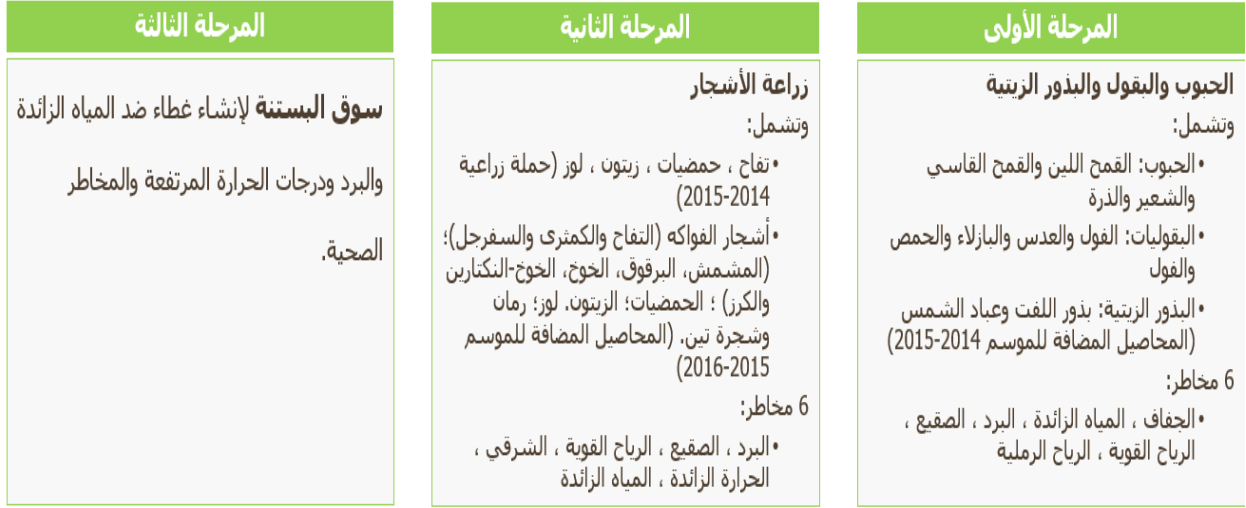 المرحلة الأولى
الحبوب والبقول والبذور الزيتية
وتشمل:
•الحبوب: القمح اللين والقمح القاسي
والشعير والذرة
•البقوليات: الفول والعدس والبازلاء والحمص
والفول
•البذور الزيتية: بذور اللفت وعباد الشمس
(المحاصيل المضافة للموسم 2014-2015)
6 مخاطر:
•الجفاف ، المياه الزائدة ، البرد ، الصقيع ،
الرياح القوية ، الرياح الرملية
المرحلة الثانية
زراعة الأشجار
وتشمل:
•تفاح ، حمضيات ، زيتون ، لوز (حملة زراعية
2014-2015)
•أشجار الفواكه (التفاح والكمثرى والسفرجل)؛
(المشمش، البرقوق، الخوخ، الخوخ-النكتارين
والكرز) ؛ الحمضيات؛ الزيتون. لوز؛ رمان
وشجرة تين. (المحاصيل المضافة للموسم
2015-2016)
6 مخاطر:
•البرد ، الصقيع ، الرياح القوية ، الشرقي ،
الحرارة الزائدة ، المياه الزائدة
المرحلة الثالثة
سوق البستنة لإنشاء غطاء ضد المياه الزائدة
والبرد ودرجات الحرارة المرتفعة والمخاطر
الصحية.